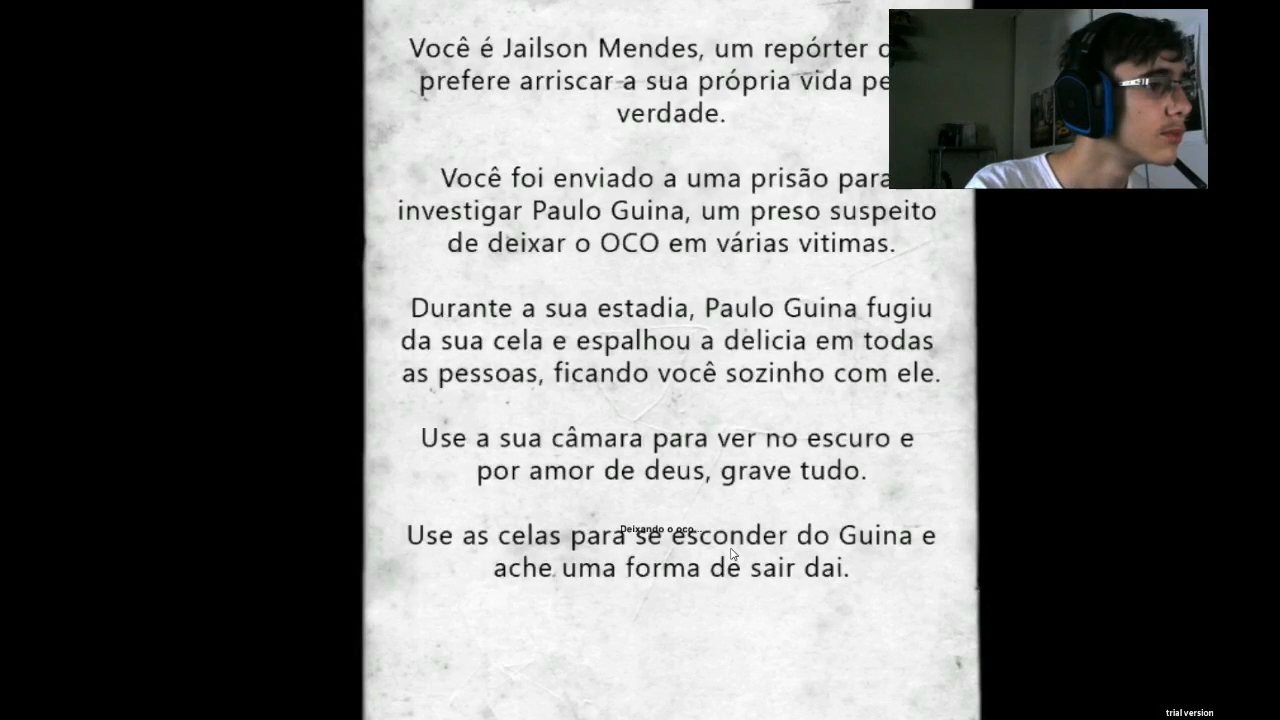 Você é Jailson Mendes, um repórter
prefere arriscar a sua própria vida
verdade.
Você foi enviado a uma prisão para
investigar Paulo Guina, um preso suspeito
de deixar o OCO em várias vitimas.
Durante a sua estadia, Paulo Guina fugiu
da sua cela e espalhou a delicia em todas
as pessoas, ficando você sozinho com ele.
Use a sua câmara para ver no escuro e
por amor de deus, grave tudo.
Deixando o oco...
Use as celas para se esconder do Guina e
ache uma forma de sair dai.
trial version